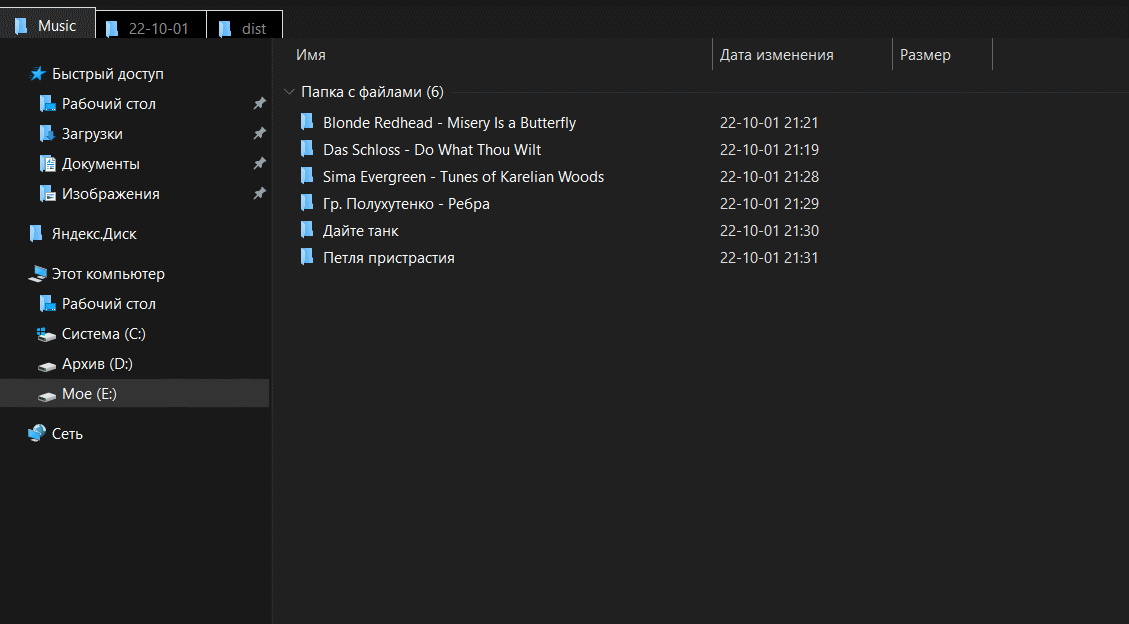 Music 22-10-01 dist
Имя Дата изменения Размер
Быстрый доступ
Рабочий стол
Загрузки
Документы
Изображения
Яндекс.Диск
Этот компьютер
Рабочий стол
Система (C:)
Архив (D:)
Мое (E:)
Сеть
Папка с файлами (6)
Blonde Redhead - Misery Is a Butterfly 22-10-01 21:21
Das Schloss - Do What Thou Wilt 22-10-01 21:19
Sima Evergreen - Tunes of Karelian Woods 22-10-01 21:28
Гр. Полухутенко - Ребра 22-10-01 21:29
Дайте танк 22-10-01 21:30
Петля пристрастия 22-10-01 21:31